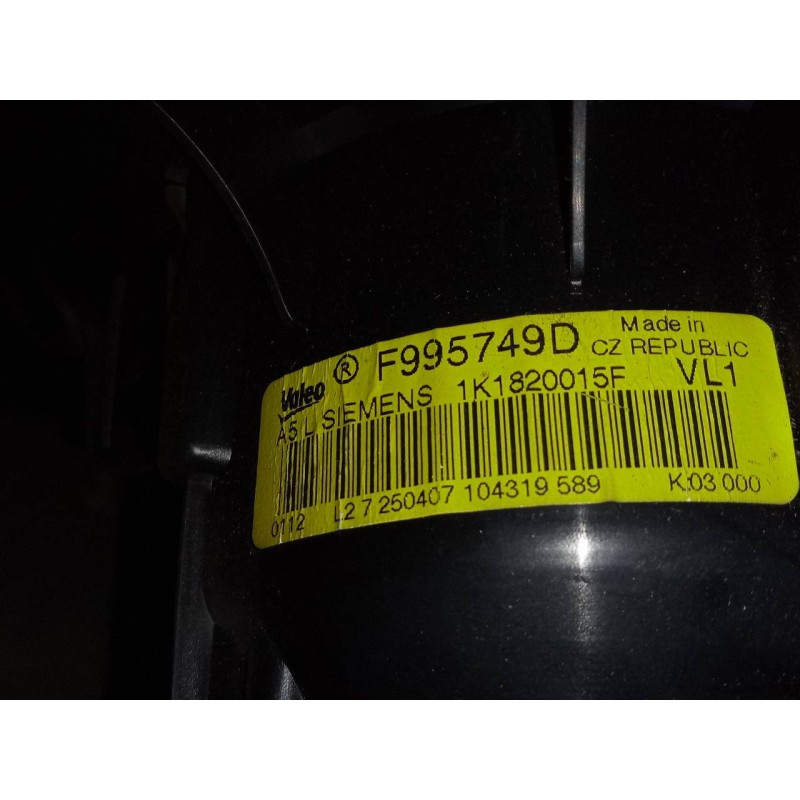 Valeo ® F995749D Made in
CZ REPUBLIC
A5 L SIEMENS 1K1820015F VL1
0112 L2 7 250407 104319 589 K 03 000